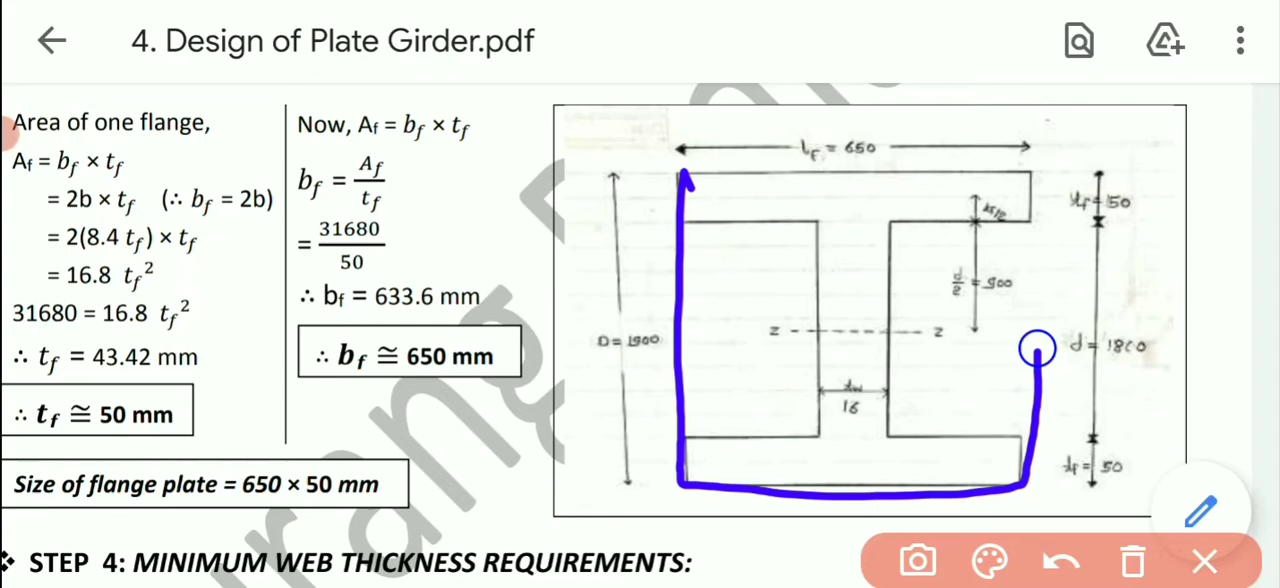 4. Design of Plate Girder.pdf
Area of one flange,
Af = bf × tf
= 2b × tf (∴ bf = 2b)
= 2(8.4 tf) × tf
= 16.8 tf²
31680 = 16.8 tf²
∴ tf = 43.42 mm
∴ tf ≅ 50 mm
Now, Af = bf × tf
bf = Af / tf
= 31680 / 50
∴ bf = 633.6 mm
∴ bf ≅ 650 mm
Size of flange plate = 650 × 50 mm
bf = 650
tf = 50
d/2 = 900
z z
D = 1900
d = 1800
tw
16
tf = 50
❖ STEP 4: MINIMUM WEB THICKNESS REQUIREMENTS: